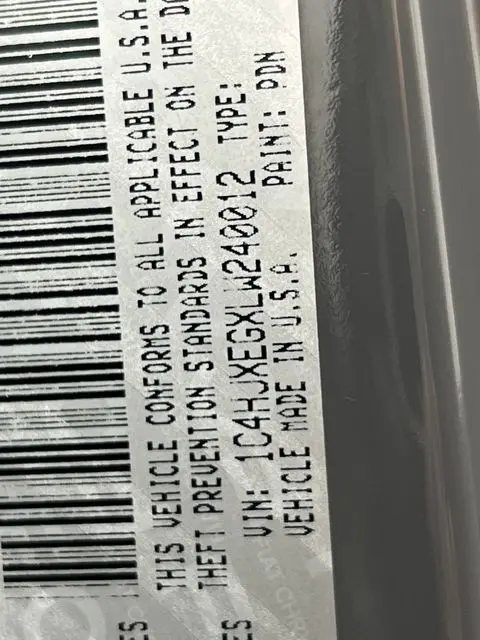 THIS VEHICLE CONFORMS TO ALL APPLICABLE U.S.A.
THEFT PREVENTION STANDARDS IN EFFECT ON THE
VIN: 1C4HJXEGXLW240012 TYPE:
VEHICLE MADE IN U.S.A. PAINT: PDN